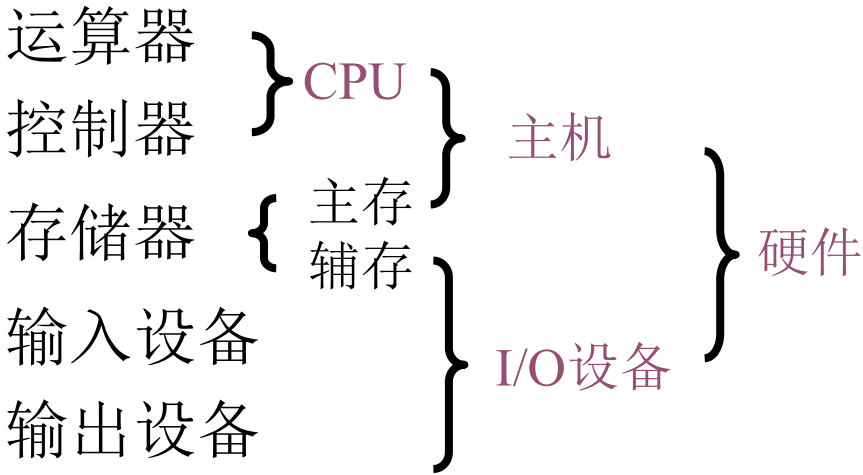 运算器
CPU
控制器
主机
存储器
主存
辅存
硬件
输入设备
I/O设备
输出设备